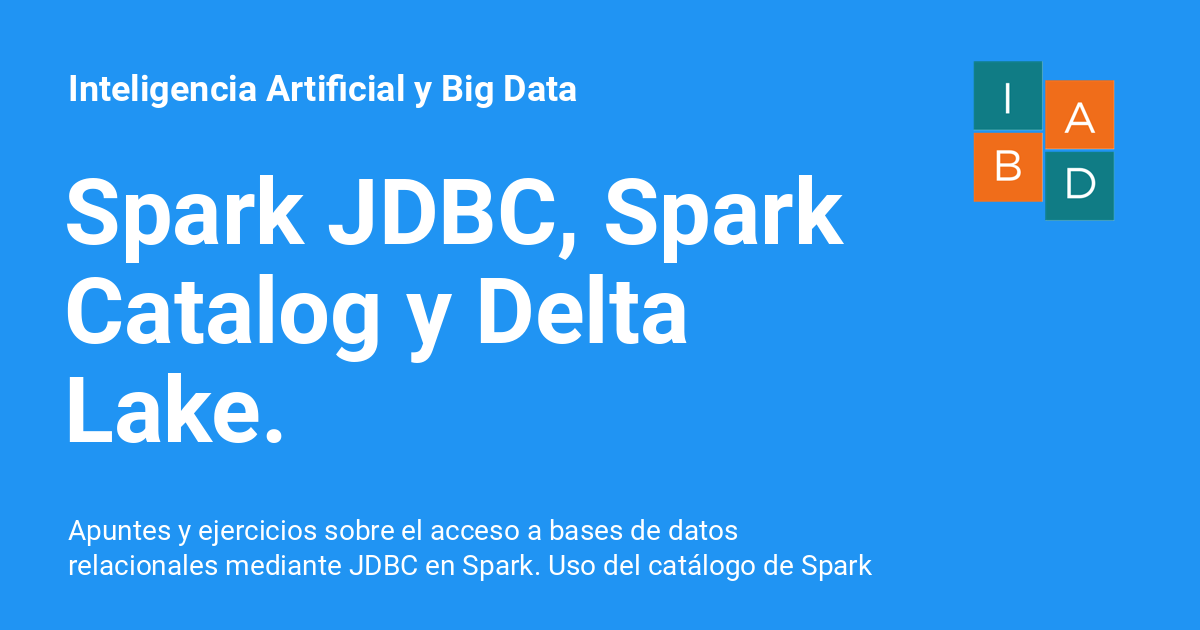 Inteligencia Artificial y Big Data
I
A
B
D
Spark JDBC, Spark
Catalog y Delta
Lake.
Apuntes y ejercicios sobre el acceso a bases de datos
relacionales mediante JDBC en Spark. Uso del catálogo de Spark